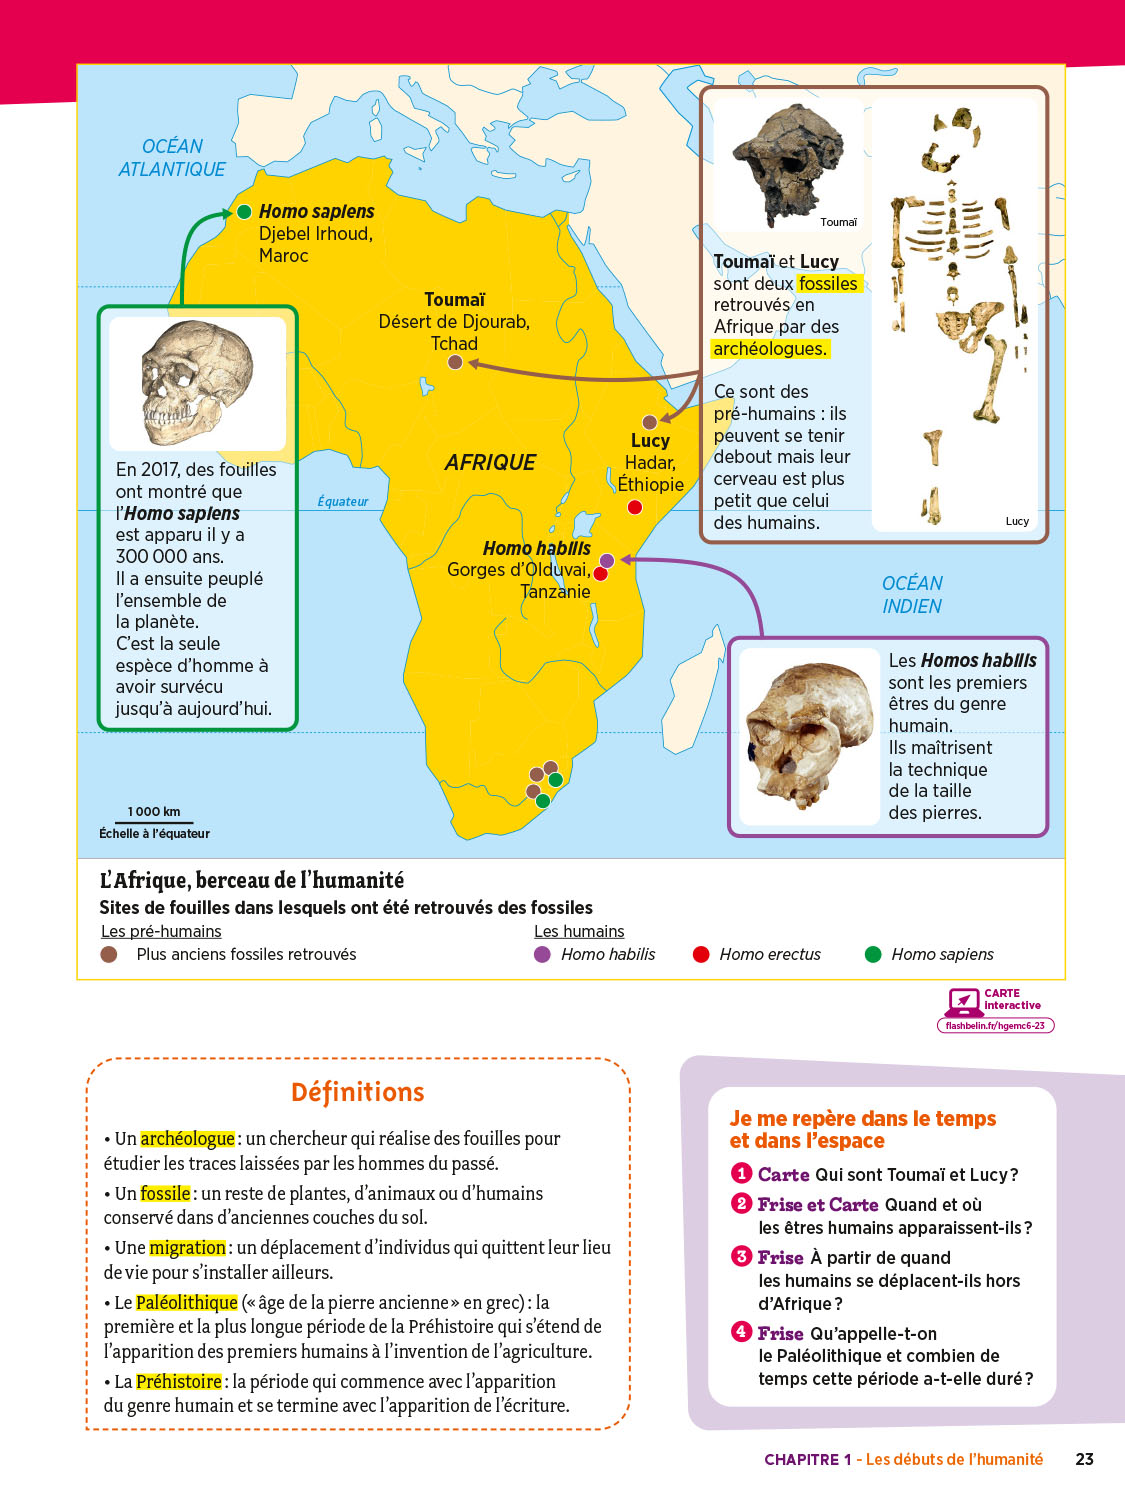 OCÉAN
ATLANTIQUE
Homo sapiens
Djebel Irhoud,
Maroc
Toumaï
Désert de Djourab,
Tchad
AFRIQUE
Lucy
Hadar,
Éthiopie
Équateur
Homo habilis
Gorges d'Olduvai,
Tanzanie
OCÉAN
INDIEN
En 2017, des fouilles
ont montré que
l'Homo sapiens
est apparu il y a
300 000 ans.
Il a ensuite peuplé
l'ensemble de
la planète.
C'est la seule
espèce d'homme à
avoir survécu
jusqu'à aujourd'hui.
Toumaï
Toumaï et Lucy
sont deux fossiles
retrouvés en
Afrique par des
archéologues.
Ce sont des
pré-humains : ils
peuvent se tenir
debout mais leur
cerveau est plus
petit que celui
des humains.
Lucy
Les Homos habilis
sont les premiers
êtres du genre
humain.
Ils maîtrisent
la technique
de la taille
des pierres.
1 000 km
Échelle à l'équateur
L'Afrique, berceau de l'humanité
Sites de fouilles dans lesquels ont été retrouvés des fossiles
Les pré-humains
Plus anciens fossiles retrouvés
Les humains
Homo habilis
Homo erectus
Homo sapiens
CARTE
interactive
flashbelin.fr/hgemc6-23
Définitions
• Un archéologue : un chercheur qui réalise des fouilles pour
étudier les traces laissées par les hommes du passé.
• Un fossile : un reste de plantes, d'animaux ou d'humains
conservé dans d'anciennes couches du sol.
• Une migration : un déplacement d'individus qui quittent leur lieu
de vie pour s'installer ailleurs.
• Le Paléolithique (« âge de la pierre ancienne » en grec) : la
première et la plus longue période de la Préhistoire qui s'étend de
l'apparition des premiers humains à l'invention de l'agriculture.
• La Préhistoire : la période qui commence avec l'apparition
du genre humain et se termine avec l'apparition de l'écriture.
Je me repère dans le temps
et dans l'espace
1 Carte Qui sont Toumaï et Lucy ?
2 Frise et Carte Quand et où
les êtres humains apparaissent-ils ?
3 Frise À partir de quand
les humains se déplacent-ils hors
d'Afrique ?
4 Frise Qu'appelle-t-on
le Paléolithique et combien de
temps cette période a-t-elle duré ?
CHAPITRE 1 - Les débuts de l'humanité 23